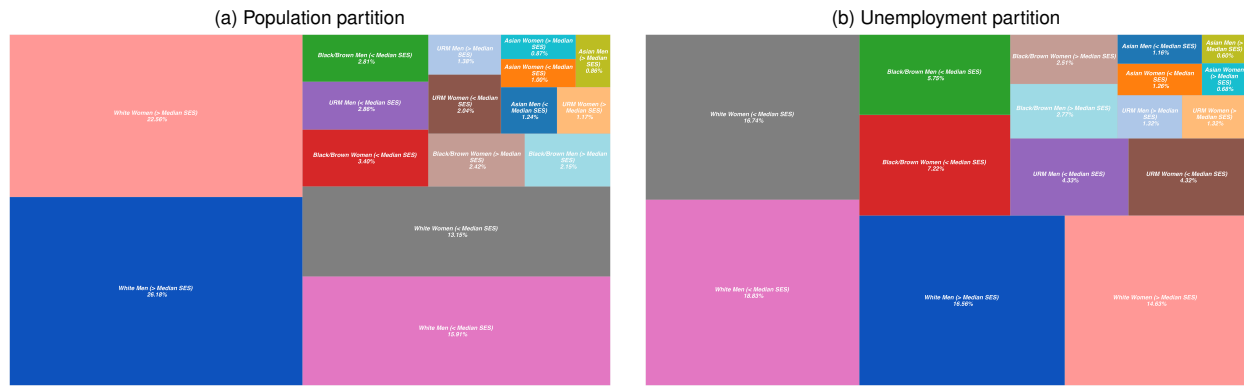 (a) Population partition
White Women (> Median SES)
22.56%
White Men (> Median SES)
26.18%
Black/Brown Men (< Median SES)
2.81%
URM Men (< Median SES)
2.88%
Black/Brown Women (< Median SES)
3.40%
URM Men (> Median
SES)
1.38%
URM Women (< Median
SES)
2.04%
Asian Women (> Median
SES)
0.87%
Asian Women (< Median
SES)
1.00%
Asian Men
(> Median
SES)
0.86%
Asian Men (<
Median SES)
1.24%
URM Women (>
Median SES)
1.17%
Black/Brown Women (> Median
SES)
2.42%
Black/Brown Men (> Median
SES)
2.15%
White Women (< Median SES)
13.15%
White Men (< Median SES)
15.91%
(b) Unemployment partition
White Women (< Median SES)
16.74%
White Men (< Median SES)
18.83%
Black/Brown Men (< Median SES)
5.75%
Black/Brown Women (< Median SES)
7.22%
Black/Brown Women (> Median
SES)
2.51%
Black/Brown Men (> Median
SES)
2.77%
Asian Men (< Median SES)
1.16%
Asian Women (< Median
SES)
1.26%
Asian Men (>
Median SES)
0.60%
Asian Women (>
Median SES)
0.68%
URM Men (> Median
SES)
1.33%
URM Women (>
Median SES)
1.32%
URM Men (< Median SES)
4.33%
URM Women (< Median SES)
4.32%
White Men (> Median SES)
16.56%
White Women (> Median SES)
14.63%